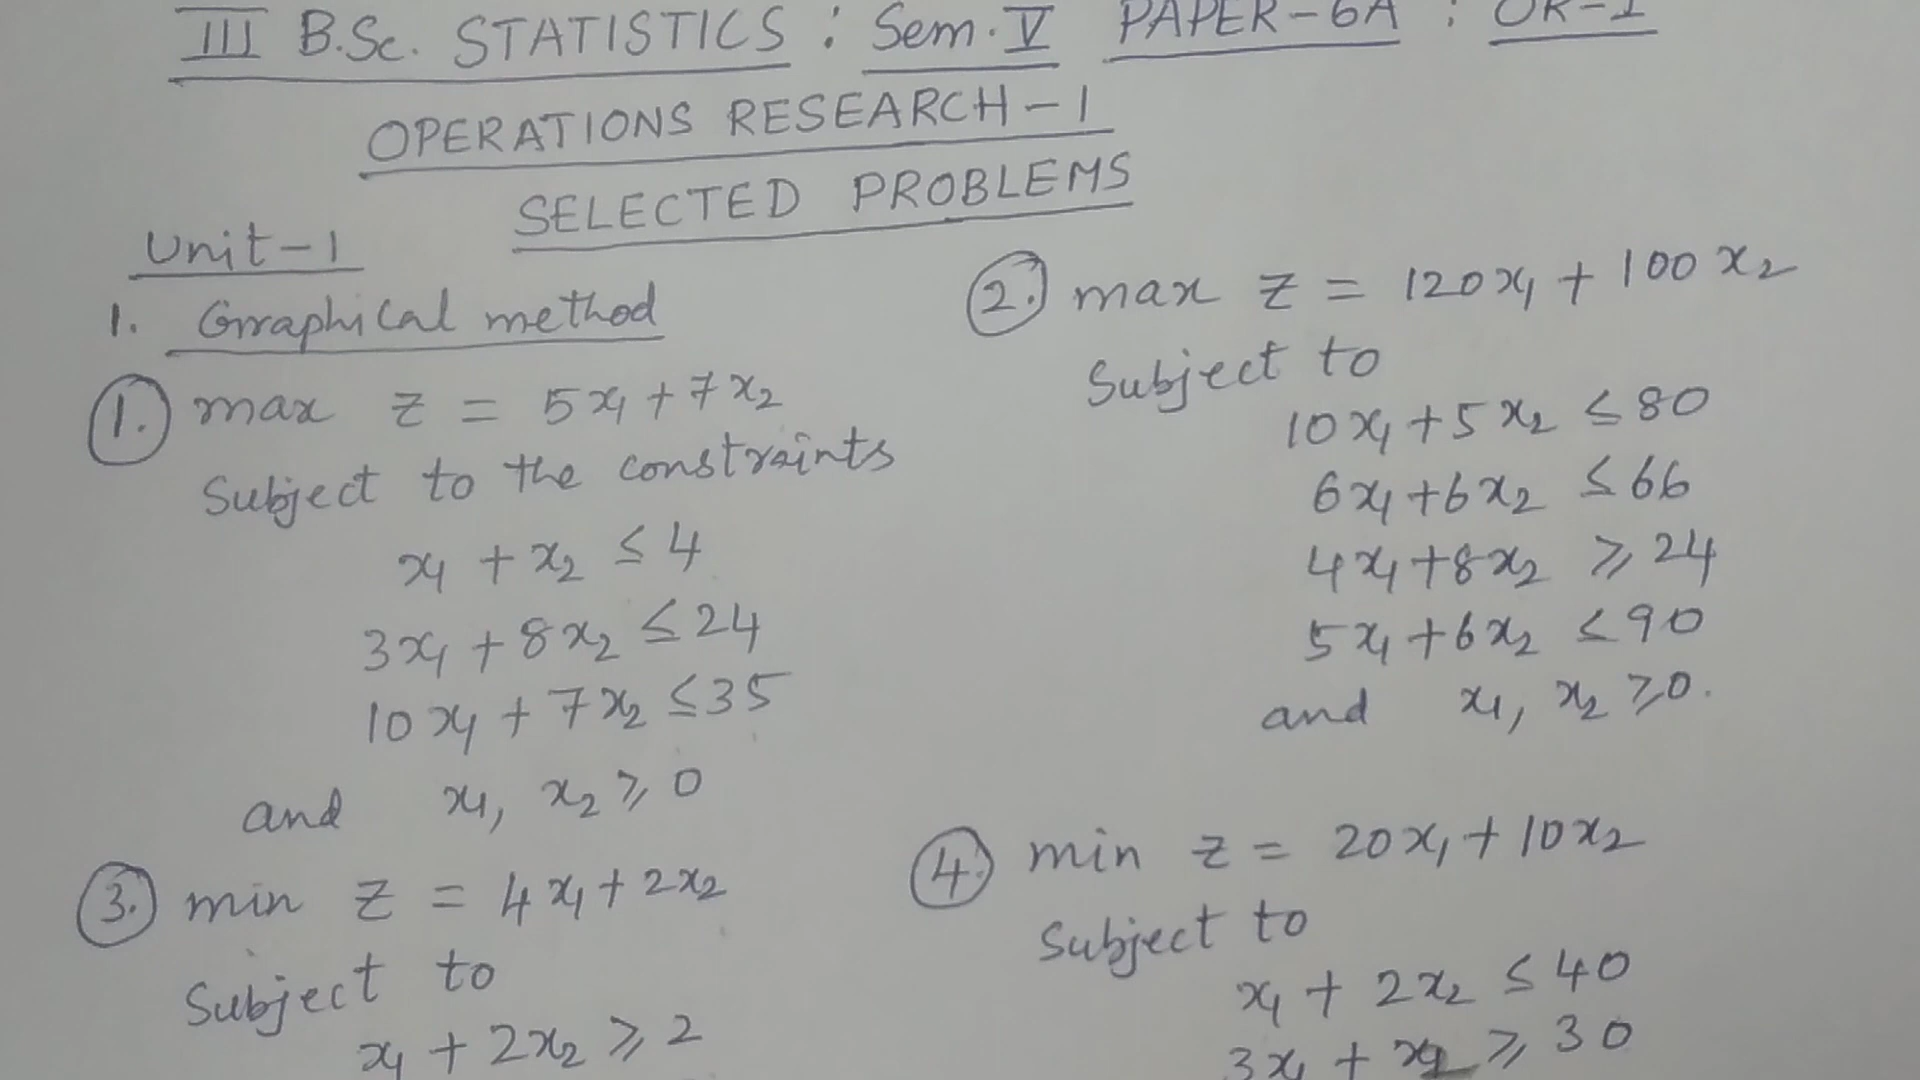 III B.Sc. STATISTICS : Sem. V PAPER-6A : OR-I
OPERATIONS RESEARCH-1
SELECTED PROBLEMS
Unit-1
1. Graphical method
1. max z = 5x₁ + 7x₂
Subject to the constraints
x₁ + x₂ ≤ 4
3x₁ + 8x₂ ≤ 24
10x₁ + 7x₂ ≤ 35
and x₁, x₂ ≥ 0
2. max z = 120x₁ + 100x₂
Subject to
10x₁ + 5x₂ ≤ 80
6x₁ + 6x₂ ≤ 66
4x₁ + 8x₂ ≥ 24
5x₁ + 6x₂ ≤ 90
and x₁, x₂ ≥ 0.
3. min z = 4x₁ + 2x₂
Subject to
x₁ + 2x₂ ≥ 2
4. min z = 20x₁ + 10x₂
Subject to
x₁ + 2x₂ ≤ 40
3x₁ + x₂ ≥ 30